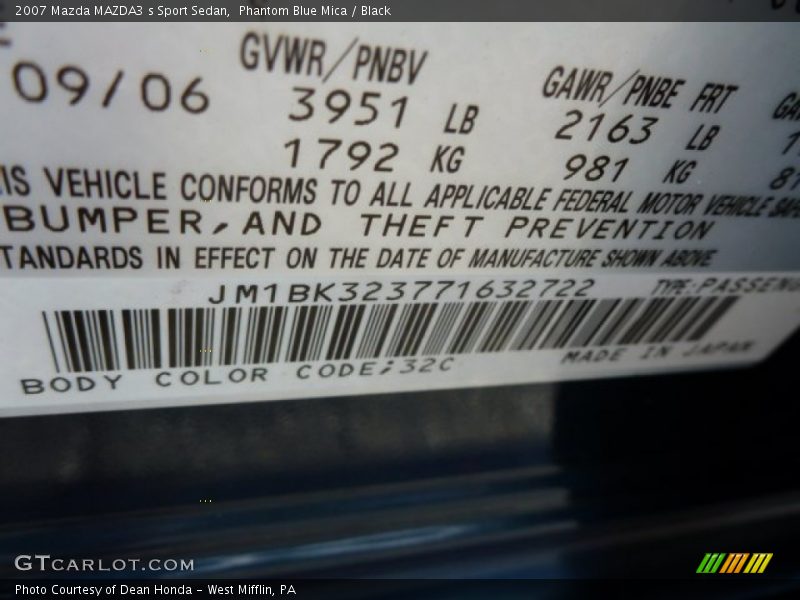 2007 Mazda MAZDA3 s Sport Sedan,  Phantom Blue Mica / Black
09/06
GVWR/PNBV
3951 LB
1792 KG
GAWR/PNBE FRT
2163 LB
981 KG
VEHICLE CONFORMS TO ALL APPLICABLE FEDERAL MOTOR VEHICLE
BUMPER, AND THEFT PREVENTION
TANDARDS IN EFFECT ON THE DATE OF MANUFACTURE SHOWN ABOVE
JM1BK323771632722 TYPE:PASSENG
BODY COLOR CODE;32C MADE IN JAPAN
GTCARLOT.COM
Photo Courtesy of Dean Honda - West Mifflin, PA